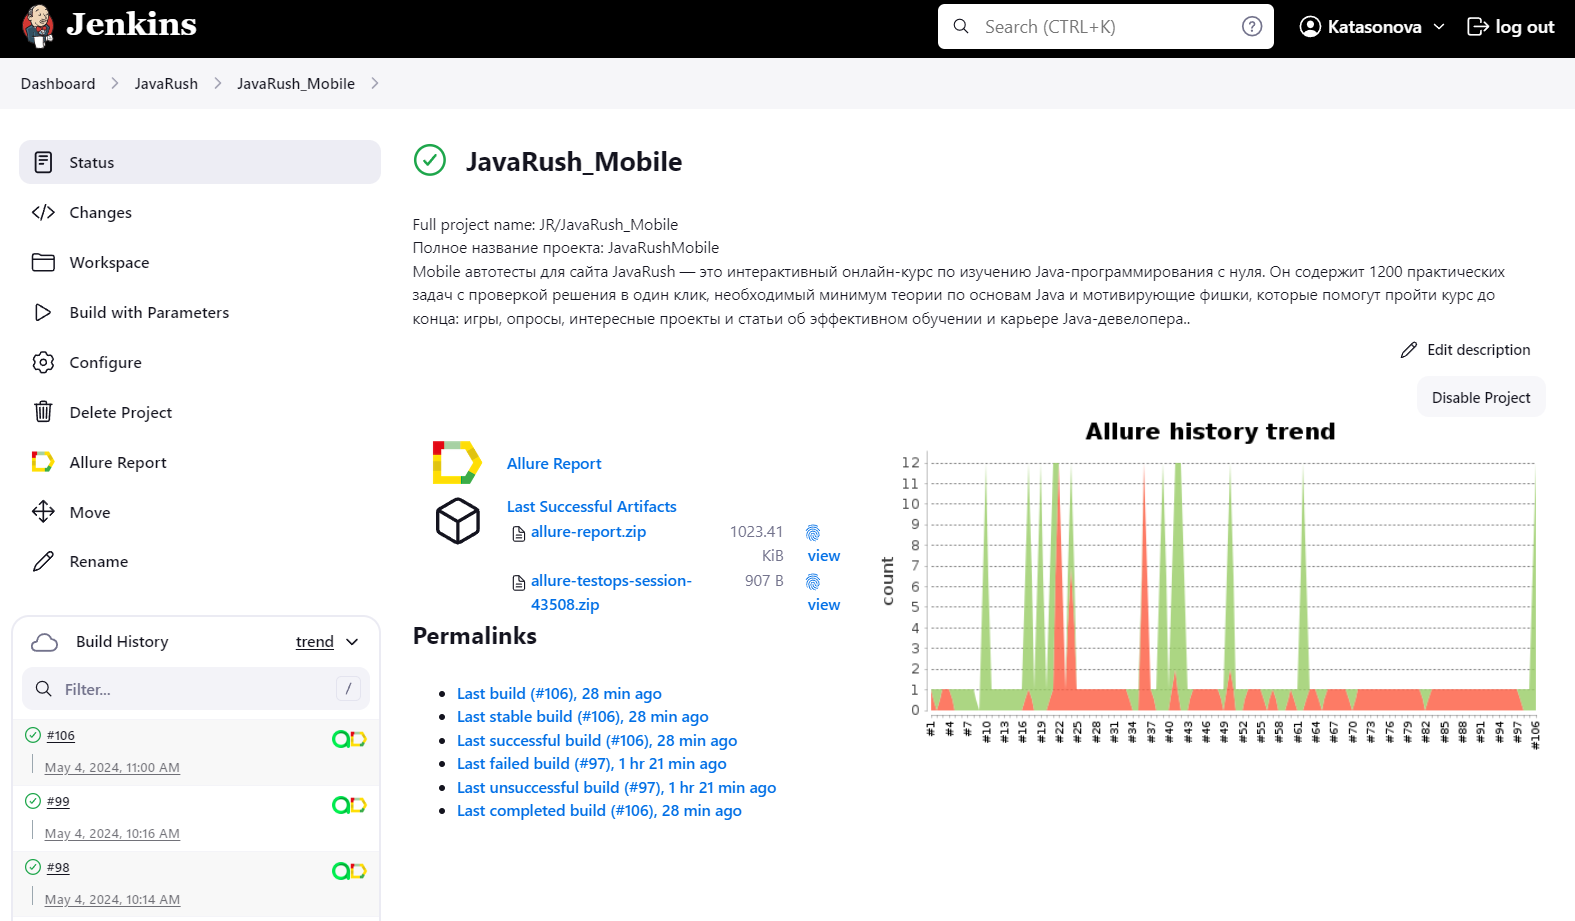 Jenkins
Search (CTRL+K)
Katasonova
log out
Dashboard
JavaRush
JavaRush_Mobile
Status
Changes
Workspace
Build with Parameters
Configure
Delete Project
Allure Report
Move
Rename
Build History
trend
Filter...
/
#106
May 4, 2024, 11:00 AM
#99
May 4, 2024, 10:16 AM
#98
May 4, 2024, 10:14 AM
JavaRush_Mobile
Full project name: JR/JavaRush_Mobile
Полное название проекта: JavaRushMobile
Mobile автотесты для сайта JavaRush — это интерактивный онлайн-курс по изучению Java-программирования с нуля. Он содержит 1200 практических
задач с проверкой решения в один клик, необходимый минимум теории по основам Java и мотивирующие фишки, которые помогут пройти курс до
конца: игры, опросы, интересные проекты и статьи об эффективном обучении и карьере Java-девелопера..
Edit description
Disable Project
Allure Report
Last Successful Artifacts
allure-report.zip
1023.41
KiB
view
allure-testops-session-
43508.zip
907 B
view
Permalinks
Last build (#106), 28 min ago
Last stable build (#106), 28 min ago
Last successful build (#106), 28 min ago
Last failed build (#97), 1 hr 21 min ago
Last unsuccessful build (#97), 1 hr 21 min ago
Last completed build (#106), 28 min ago
Allure history trend
count
12
11
10
9
8
7
6
5
4
3
2
1
0
#1
#4
#7
#10
#13
#16
#19
#22
#25
#28
#31
#34
#37
#40
#43
#46
#49
#52
#55
#58
#61
#64
#67
#70
#73
#76
#79
#82
#85
#88
#91
#94
#97
#106